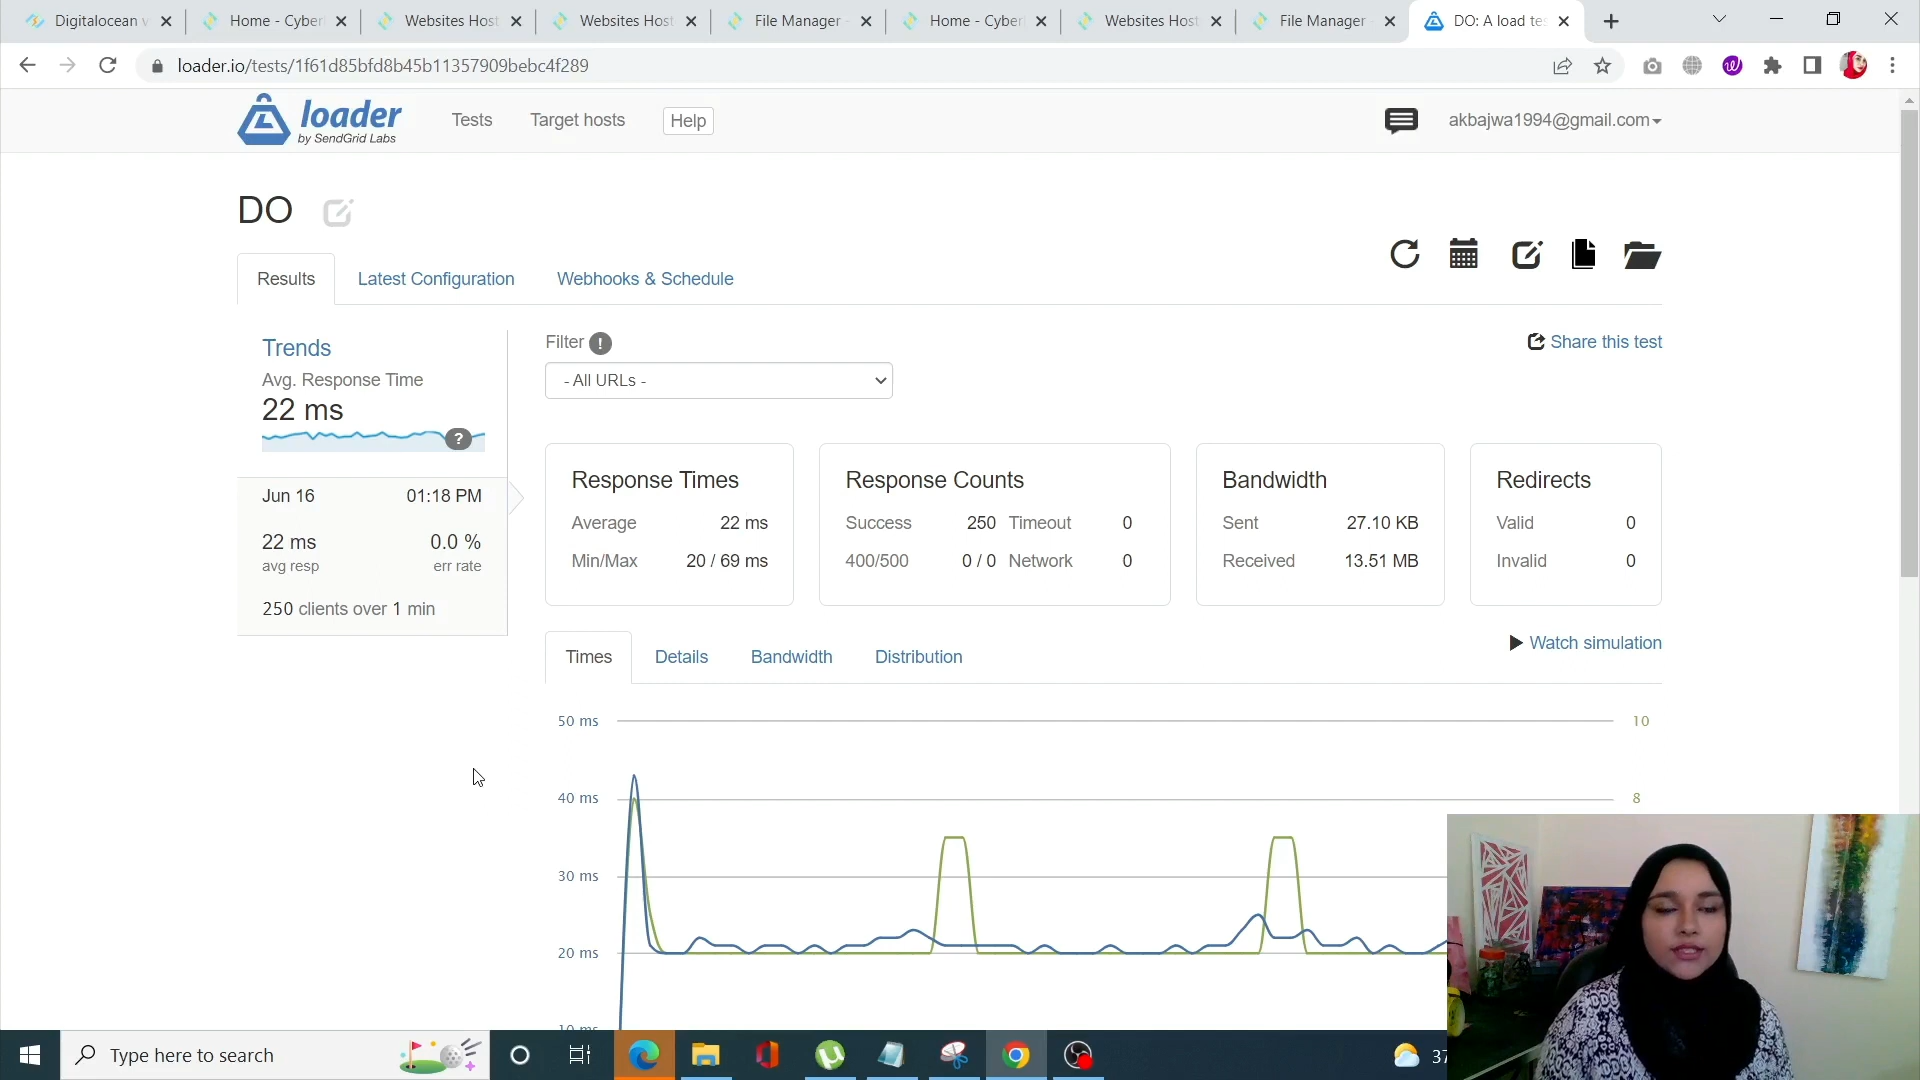 Digitalocean v
Home - Cyber
Websites Host
Websites Host
File Manager -
Home - Cyber
Websites Host
File Manager -
DO: A load tes
loader.io/tests/1f61d85bfd8b45b11357909bebc4f289
loader
by SendGrid Labs
Tests
Target hosts
Help
akbajwa1994@gmail.com
DO
Results
Latest Configuration
Webhooks & Schedule
Trends
Avg. Response Time
22 ms
?
Jun 16 01:18 PM
22 ms 0.0 %
avg resp err rate
250 clients over 1 min
Filter !
- All URLs -
Share this test
Response Times
Average 22 ms
Min/Max 20 / 69 ms
Response Counts
Success 250 Timeout 0
400/500 0 / 0 Network 0
Bandwidth
Sent 27.10 KB
Received 13.51 MB
Redirects
Valid 0
Invalid 0
Times
Details
Bandwidth
Distribution
Watch simulation
50 ms 10
40 ms 8
30 ms
20 ms
10 ms
Type here to search
37